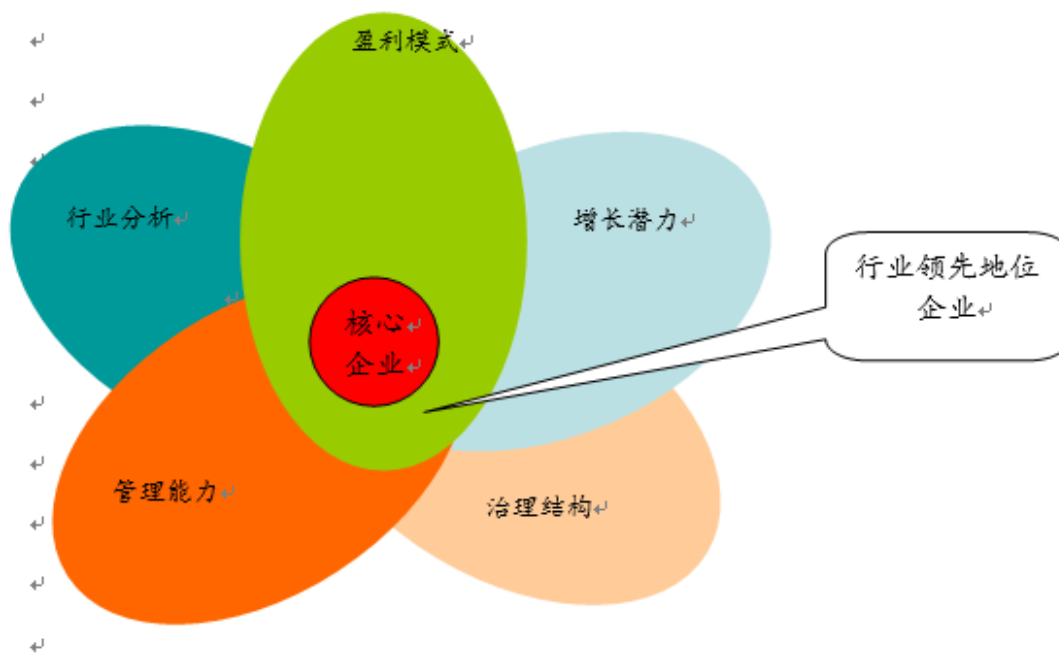 盈利模式
行业分析
增长潜力
行业领先地位
企业
核心
企业
管理能力
治理结构